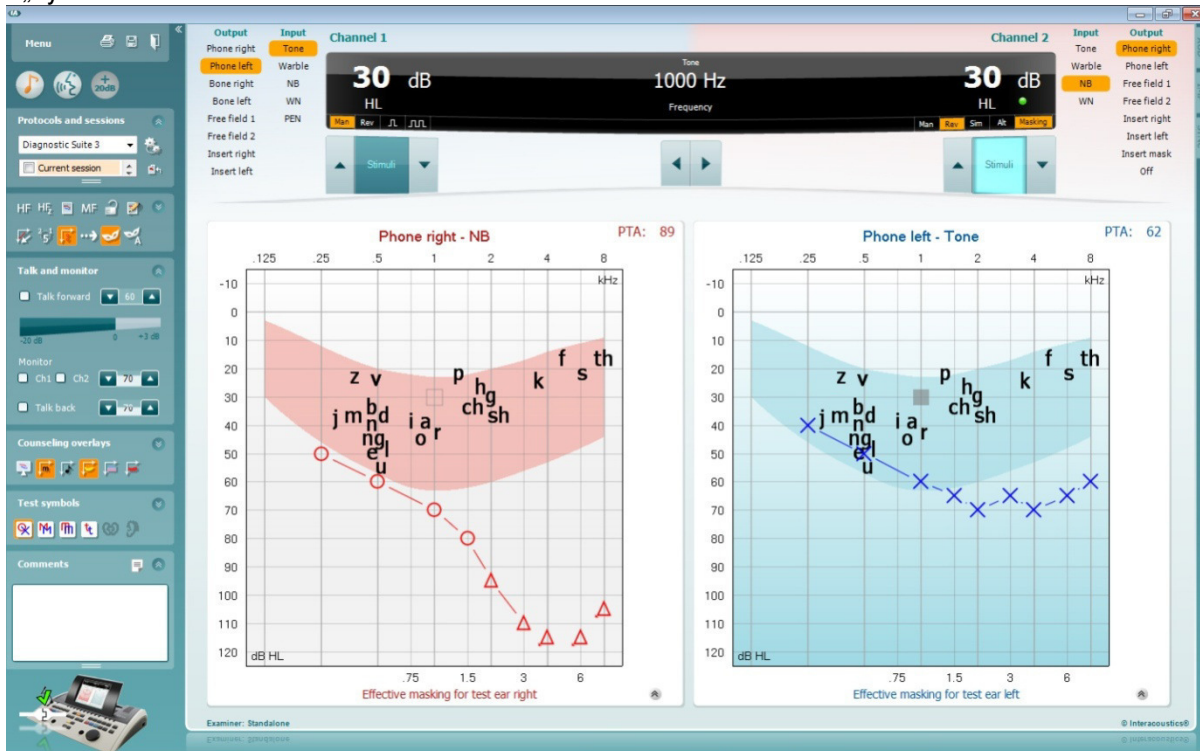 Menu
+
20dB
Protocols and sessions
Diagnostic Suite 3
Current session
HF HF₂ MF
Talk and monitor
Talk forward 60
-20 dB 0 +3 dB
Monitor
Ch1 Ch2 70
Talk back 70
Counseling overlays
Test symbols
Comments
Output
Phone right
Phone left
Bone right
Bone left
Free field 1
Free field 2
Insert right
Insert left
Input
Tone
Warble
NB
WN
PEN
Channel 1
30 dB
HL
Man Rev
Tone
1000 Hz
Frequency
Channel 2
30 dB
HL
Man Rev Sim Alt Masking
Stimuli
Stimuli
Input
Tone
Warble
NB
WN
Output
Phone right
Phone left
Free field 1
Free field 2
Insert right
Insert left
Insert mask
Off
Phone right - NB
PTA: 89
.125 .25 .5 1 2 4 8
kHz
-10
0
10
20
30
40
50
60
70
80
90
100
110
120
dB HL
z v p h g k f s th
j m b d n ng e l u i a o r ch sh
.75 1.5 3 6
Effective masking for test ear right
Phone left - Tone
PTA: 62
.125 .25 .5 1 2 4 8
kHz
-10
0
10
20
30
40
50
60
70
80
90
100
110
120
dB HL
z v p h g k f s th
j m b d n ng e l u i a o r ch sh
.75 1.5 3 6
Effective masking for test ear left
Examiner: Standalone
© Interacoustics®